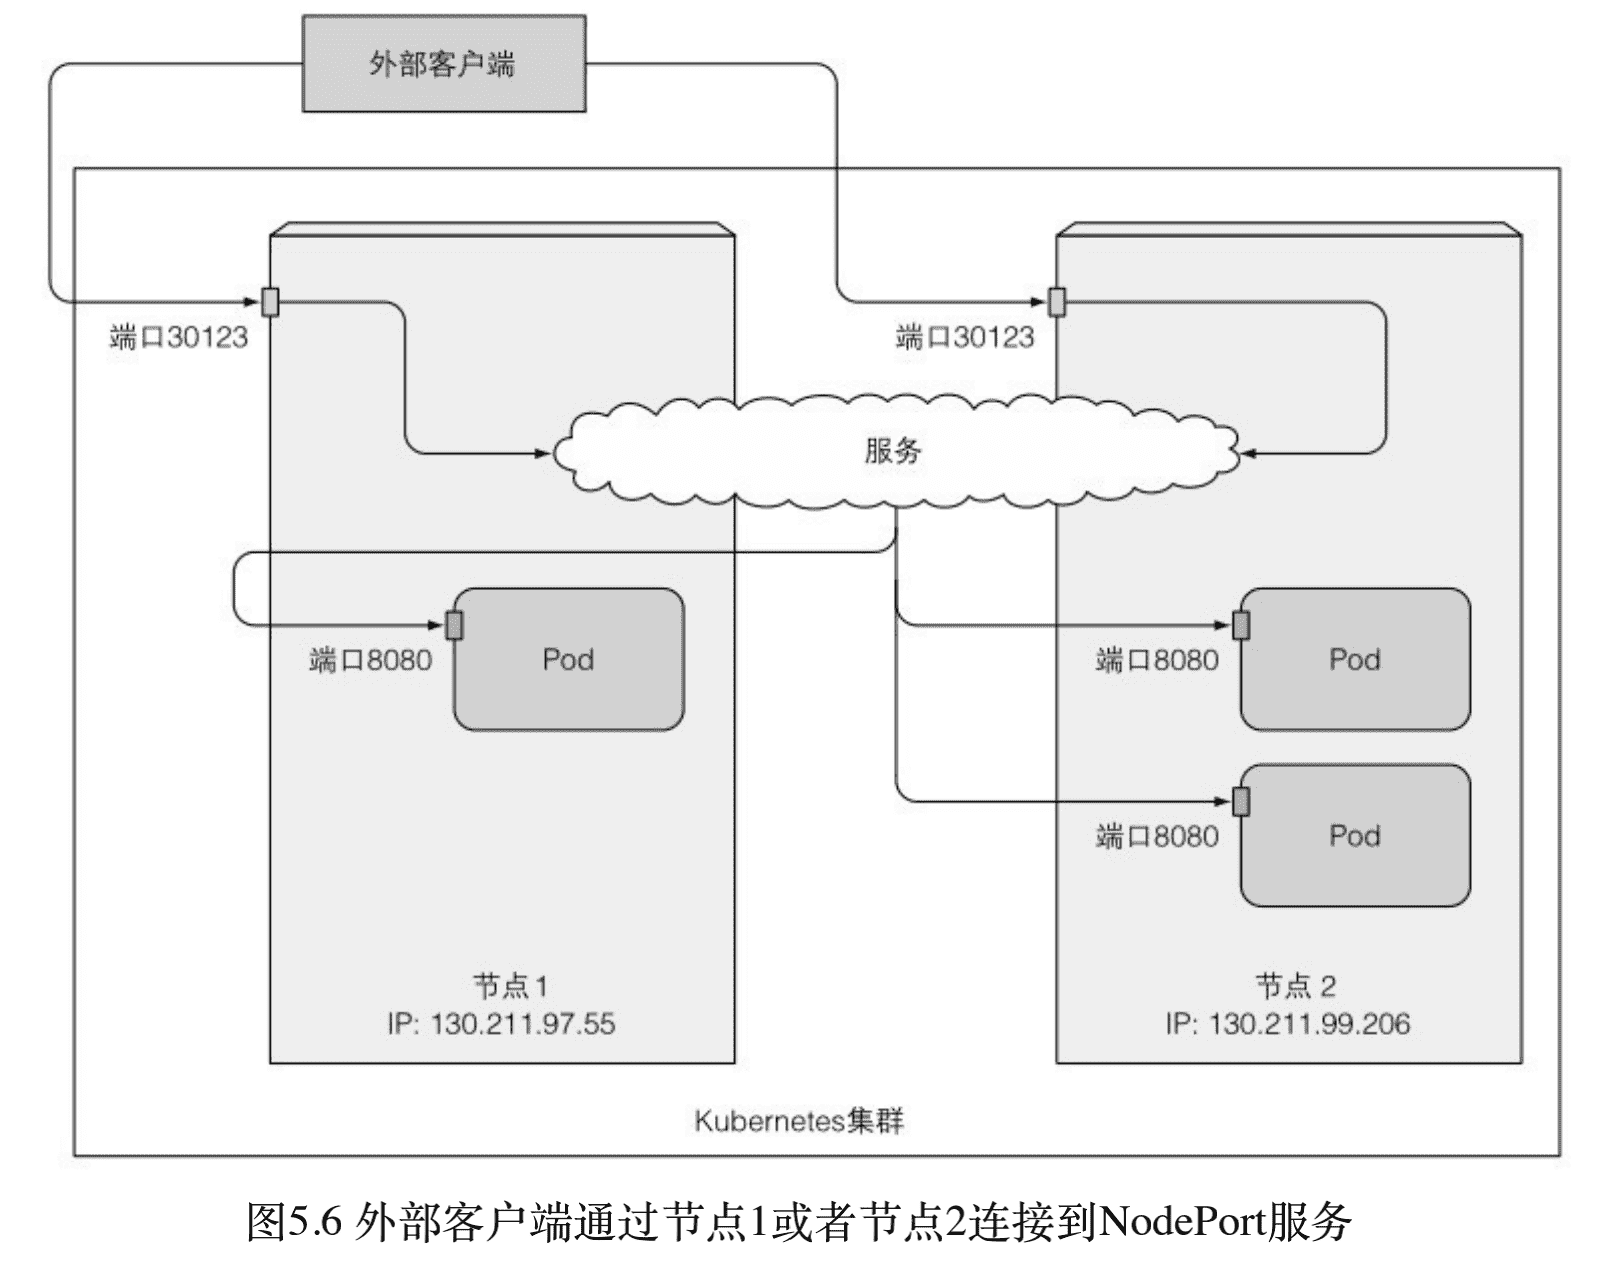 外部客户端
端口30123
端口30123
服务
端口8080
Pod
端口8080
Pod
端口8080
Pod
节点 1
IP: 130.211.97.55
节点 2
IP: 130.211.99.206
Kubernetes集群
图5.6 外部客户端通过节点1或者节点2连接到NodePort服务